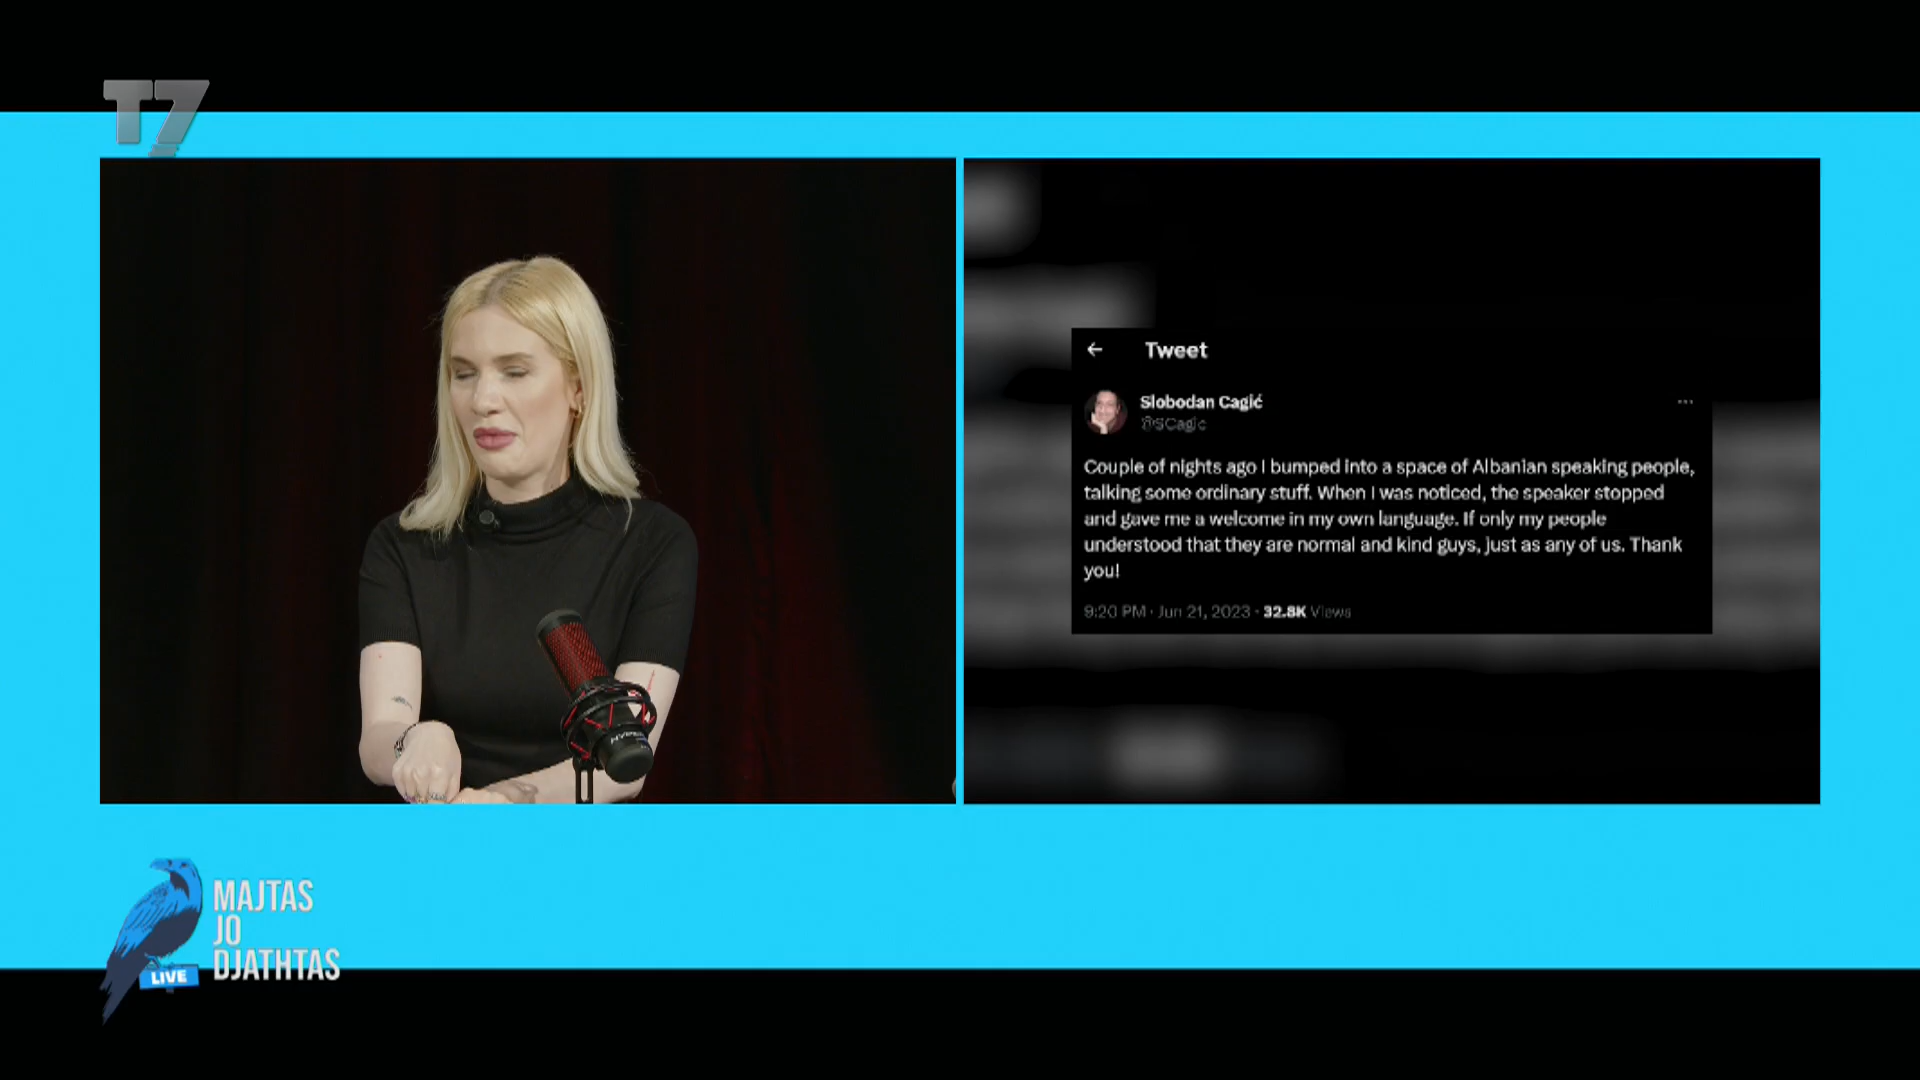 T7
Tweet
Slobodan Cagić
@SCagic
Couple of nights ago I bumped into a space of Albanian speaking people,
talking some ordinary stuff. When I was noticed, the speaker stopped
and gave me a welcome in my own language. If only my people
understood that they are normal and kind guys, just as any of us. Thank
you!
9:20 PM · Jun 21, 2023 · 32.8K Views
MAJTAS
JO
DJATHTAS
LIVE